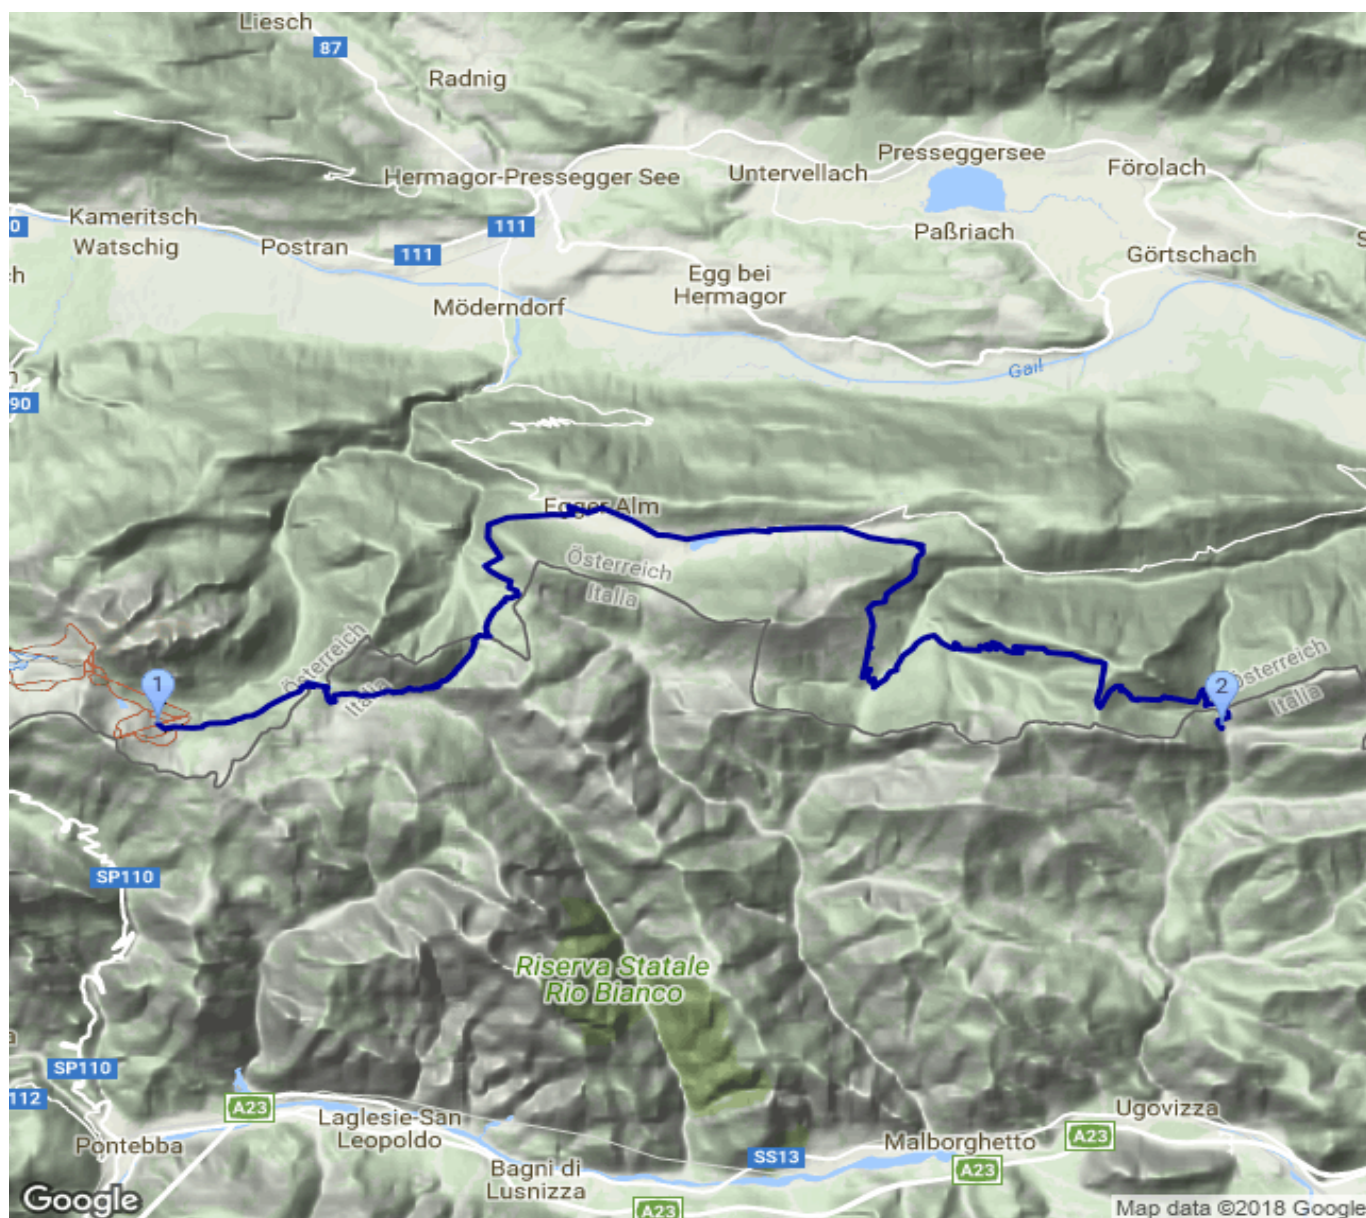 Liesch
87
Radnig
Presseggersee
Untervellach
Förolach
Hermagor-Pressegger See
Kameritsch
Watschig
Postran
111
111
Paßriach
Görtschach
Egg bei
Hermagor
Möderndorf
Gail
90
Egger Alm
Österreich
Italia
Österreich
Italia
1
2
Österreich
Italia
SP110
Riserva Statale
Rio Bianco
SP110
112
A23
Laglesie-San
Leopoldo
Pontebba
Bagni di
Lusnizza
SS13
Malborghetto
Ugovizza
A23
A23
A23
Google
Map data ©2018 Google